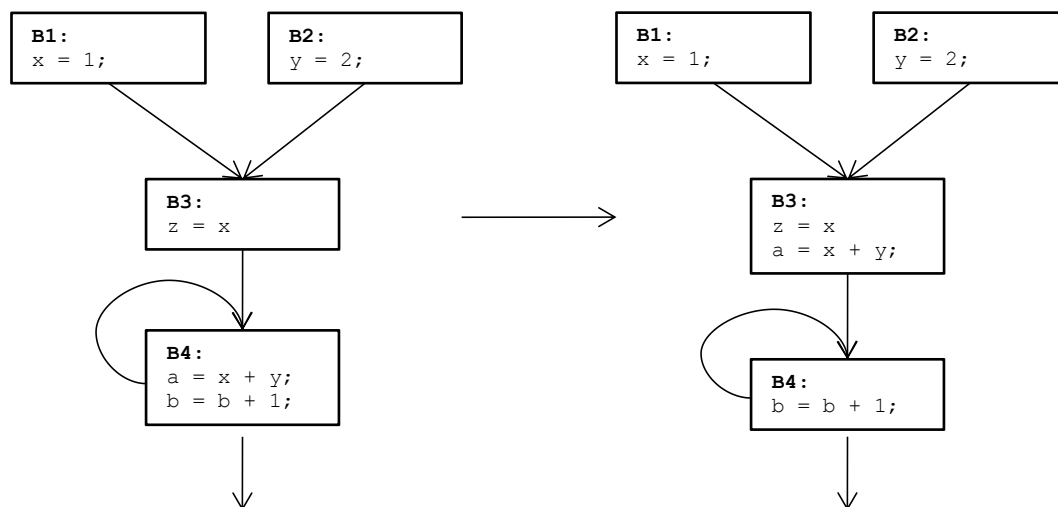 B1:
x = 1;
B2:
y = 2;
B3:
z = x
B4:
a = x + y;
b = b + 1;
B1:
x = 1;
B2:
y = 2;
B3:
z = x
a = x + y;
B4:
b = b + 1;